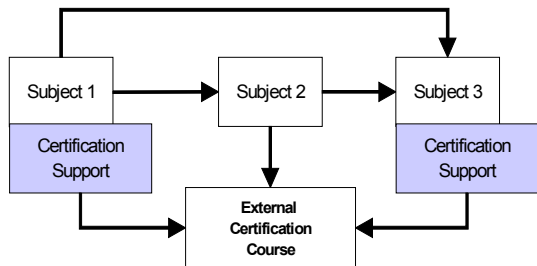 Subject 1
Subject 2
Subject 3
Certification
Support
Certification
Support
External
Certification
Course